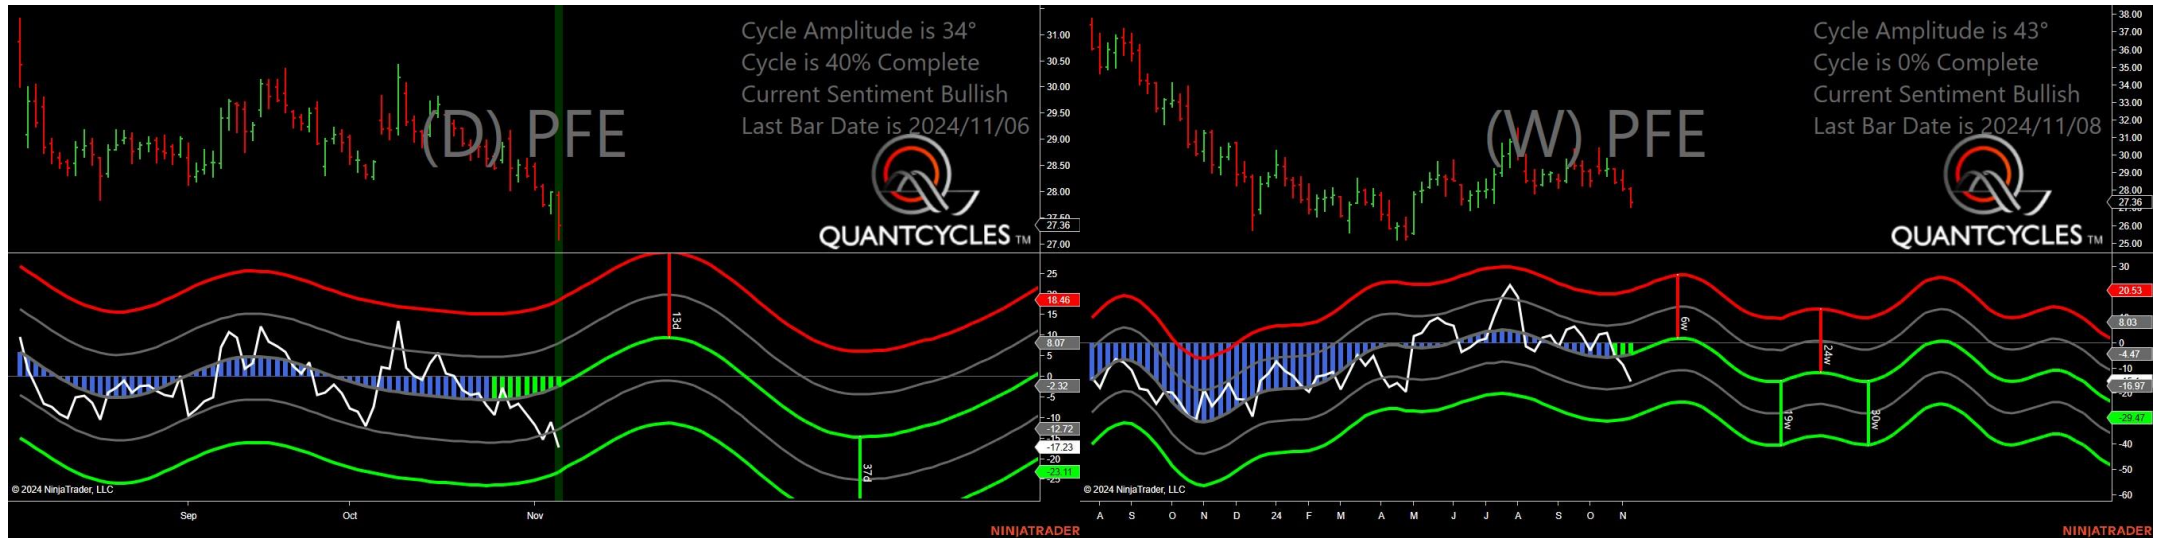 Cycle Amplitude is 34°
Cycle is 40% Complete
Current Sentiment Bullish
Last Bar Date is 2024/11/06
(D) PFE
QUANTCYCLES TM
31.00
30.50
30.00
29.50
29.00
28.50
28.00
27.50
27.36
27.00
25
18.46
15
10
8.07
5
0
-2.32
-5
-10
-12.72
-17.23
-20
-23.11
-25
13d
37d
© 2024 NinjaTrader, LLC
Sep
Oct
Nov
NINJATRADER
Cycle Amplitude is 43°
Cycle is 0% Complete
Current Sentiment Bullish
Last Bar Date is 2024/11/08
(W) PFE
QUANTCYCLES TM
38.00
37.00
36.00
35.00
34.00
33.00
32.00
31.00
30.00
29.00
28.00
27.36
26.00
25.00
30
20.53
8.03
0
-4.47
-10
-16.97
-20
-29.47
-40
-50
-60
6w
24w
19w
30w
© 2024 NinjaTrader, LLC
A S O N D 24 F M A M J J A S O N
NINJATRADER